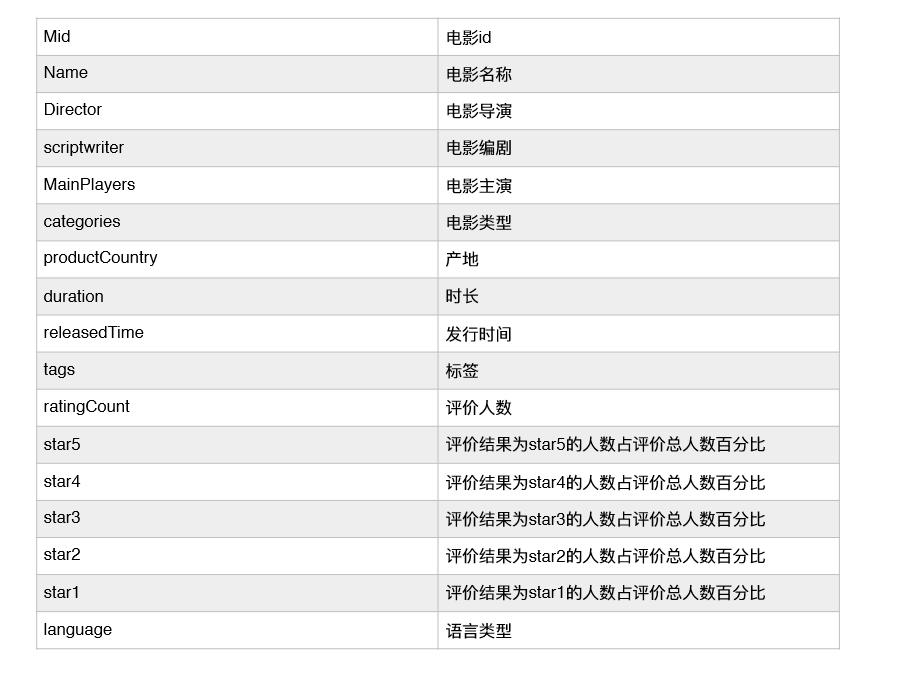 Mid 电影id
Name 电影名称
Director 电影导演
scriptwriter 电影编剧
MainPlayers 电影主演
categories 电影类型
productCountry 产地
duration 时长
releasedTime 发行时间
tags 标签
ratingCount 评价人数
star5 评价结果为star5的人数占评价总人数百分比
star4 评价结果为star4的人数占评价总人数百分比
star3 评价结果为star3的人数占评价总人数百分比
star2 评价结果为star2的人数占评价总人数百分比
star1 评价结果为star1的人数占评价总人数百分比
language 语言类型